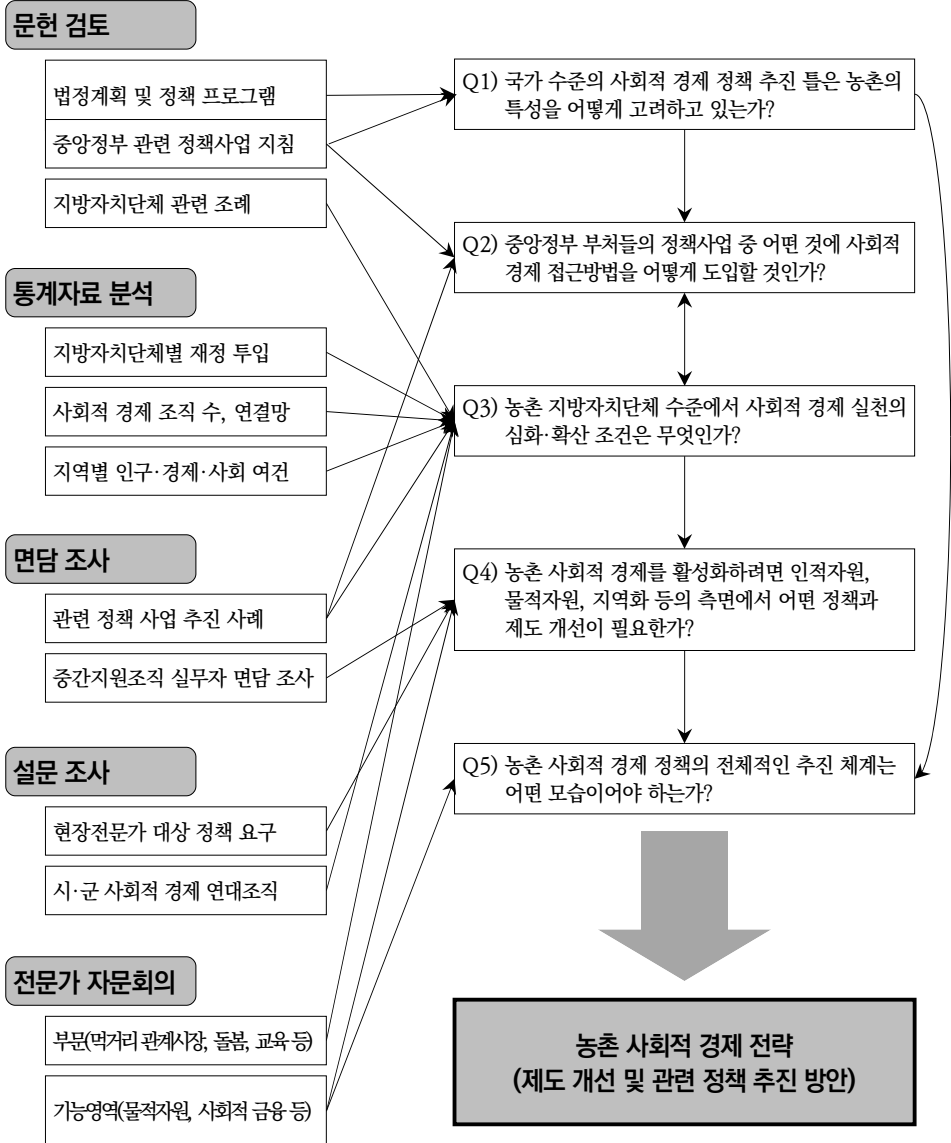 문헌 검토
법정계획 및 정책 프로그램
중앙정부 관련 정책사업 지침
지방자치단체 관련 조례
통계자료 분석
지방자치단체별 재정 투입
사회적 경제 조직 수, 연결망
지역별 인구·경제·사회 여건
면담 조사
관련 정책 사업 추진 사례
중간지원조직 실무자 면담 조사
설문 조사
현장전문가 대상 정책 요구
시·군 사회적 경제 연대조직
전문가 자문회의
부문(먹거리 관계시장, 돌봄, 교육 등)
기능영역(물적자원, 사회적 금융 등)
Q1) 국가 수준의 사회적 경제 정책 추진 틀은 농촌의
특성을 어떻게 고려하고 있는가?
Q2) 중앙정부 부처들의 정책사업 중 어떤 것에 사회적
경제 접근방법을 어떻게 도입할 것인가?
Q3) 농촌 지방자치단체 수준에서 사회적 경제 실천의
심화·확산 조건은 무엇인가?
Q4) 농촌 사회적 경제를 활성화하려면 인적자원,
물적자원, 지역화 등의 측면에서 어떤 정책과
제도 개선이 필요한가?
Q5) 농촌 사회적 경제 정책의 전체적인 추진 체계는
어떤 모습이어야 하는가?
농촌 사회적 경제 전략
(제도 개선 및 관련 정책 추진 방안)